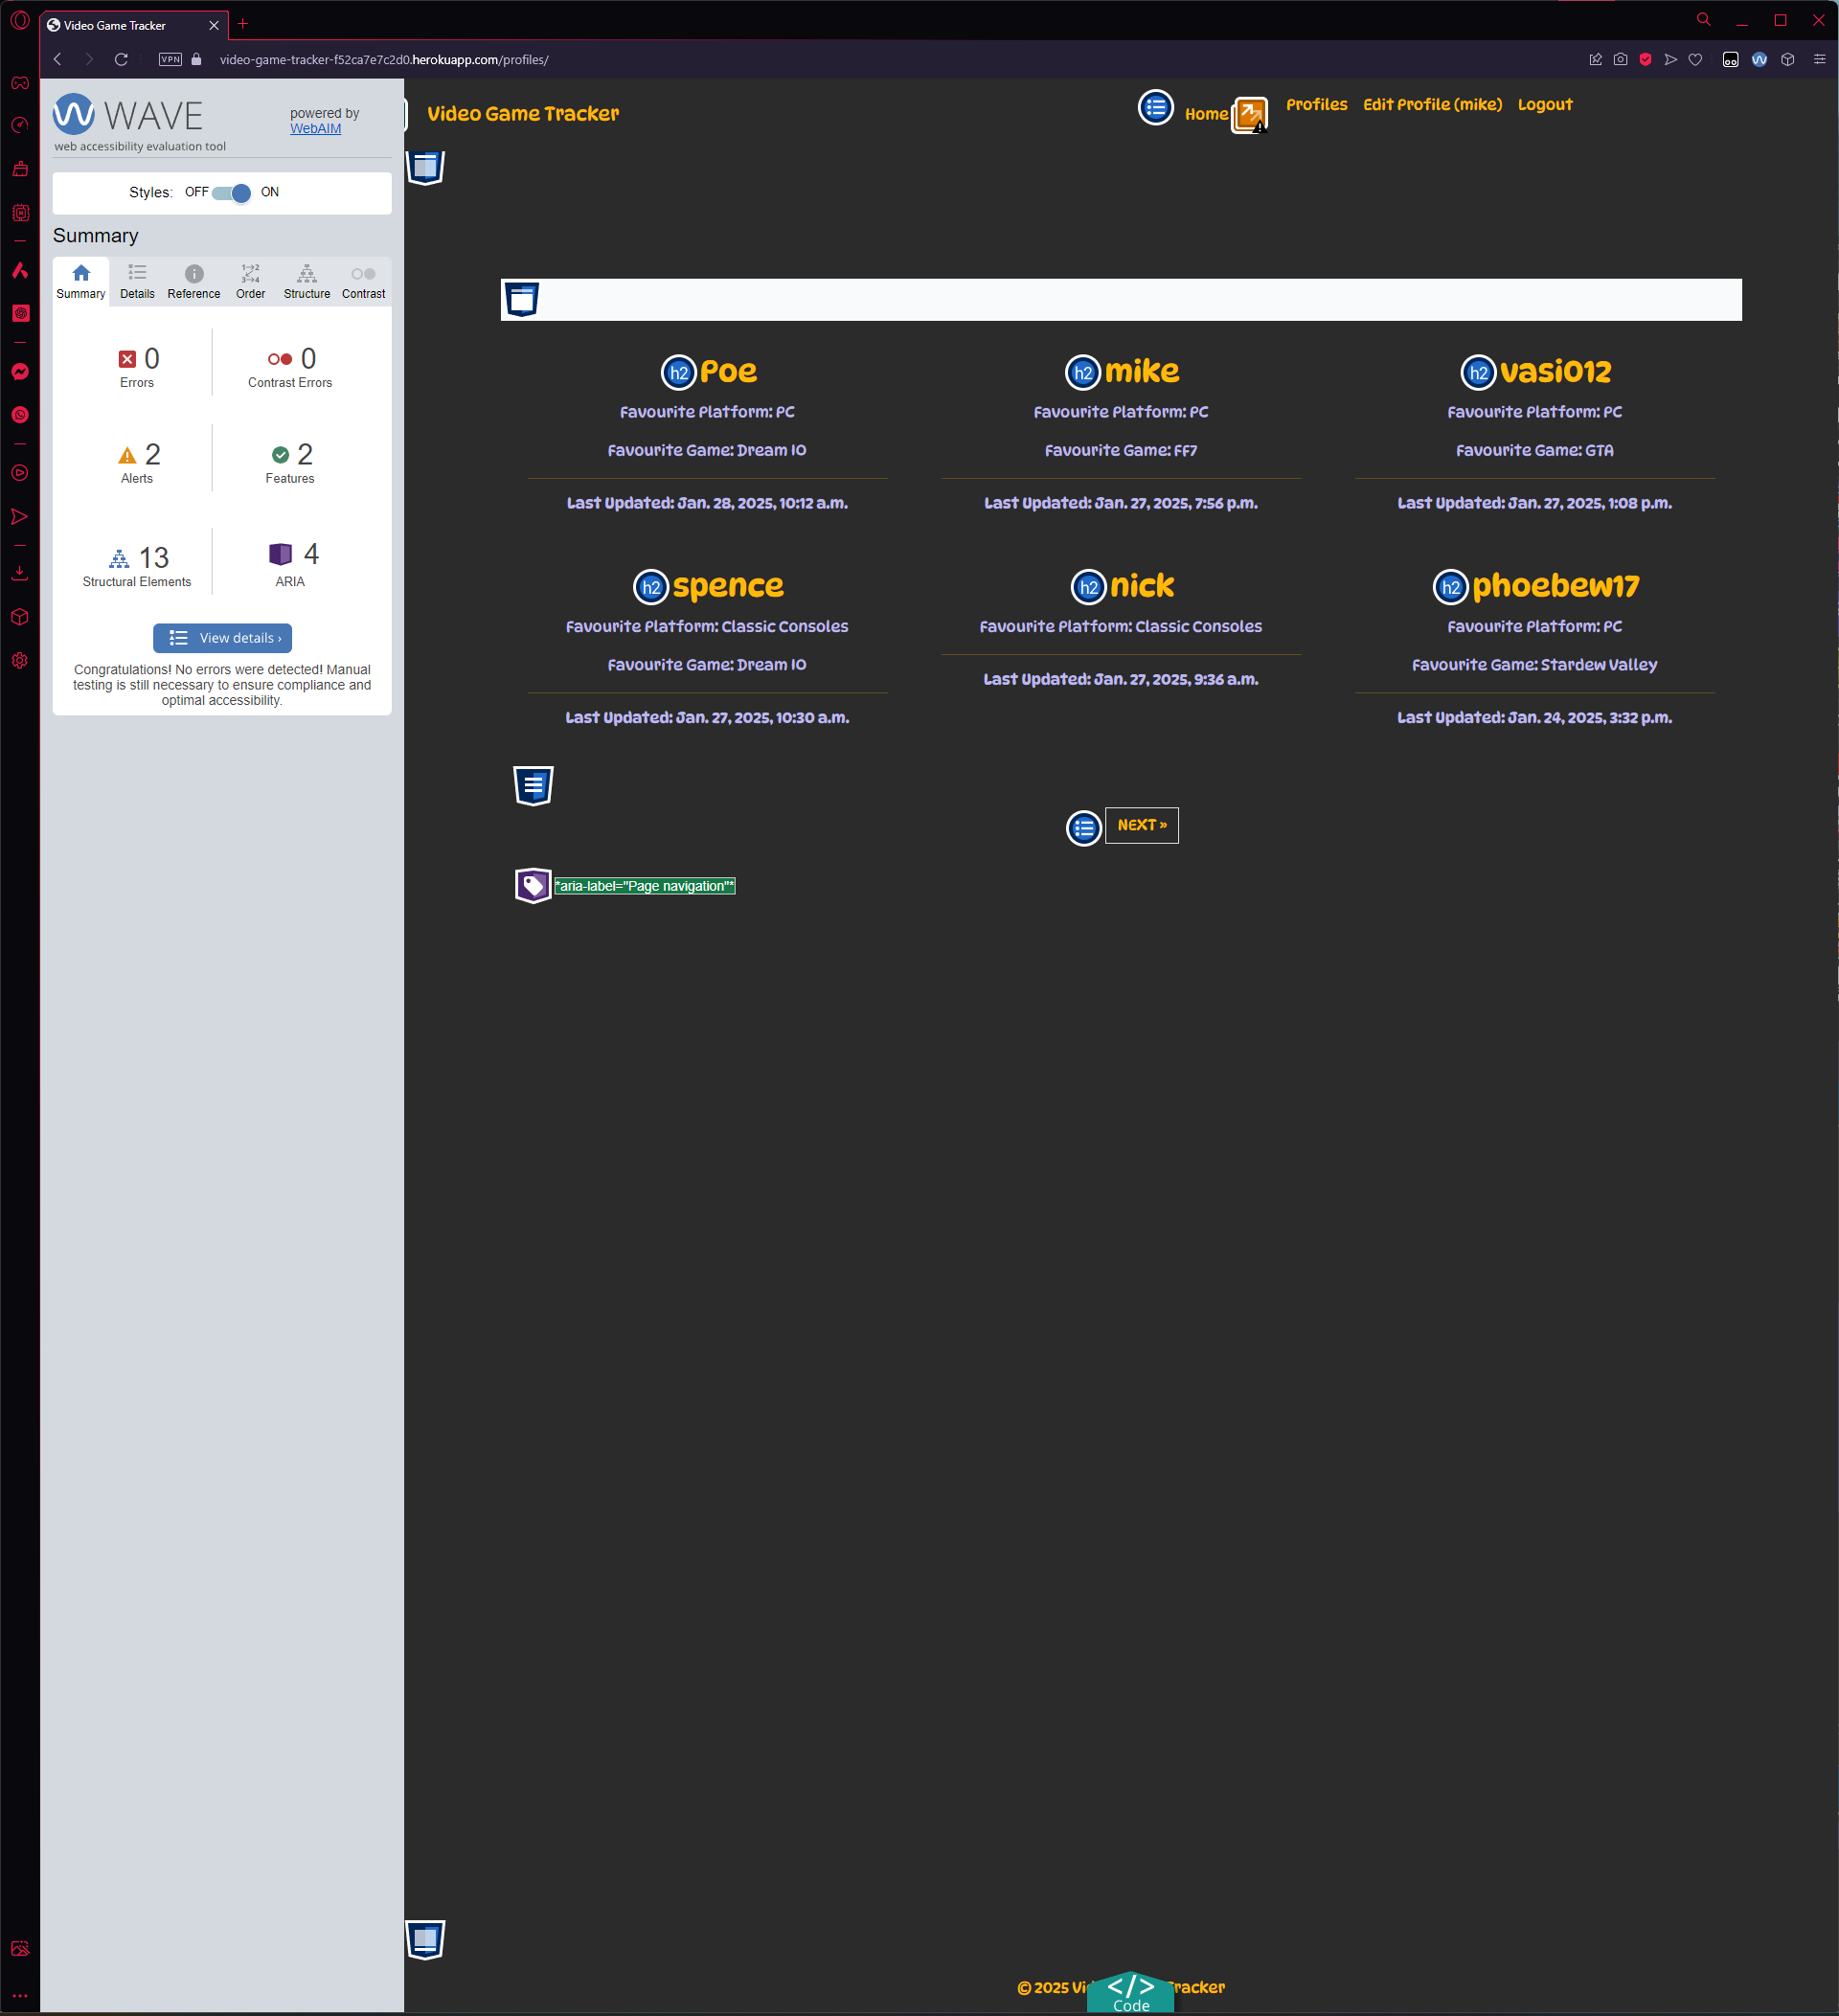 Video Game Tracker
VPN
video-game-tracker-f52ca7e7c2d0.herokuapp.com/profiles/
WAVE
powered by
WebAIM
web accessibility evaluation tool
Styles: OFF ON
Summary
Summary Details Reference Order Structure Contrast
0 0
Errors Contrast Errors
2 2
Alerts Features
13 4
Structural Elements ARIA
View details ›
Congratulations! No errors were detected! Manual
testing is still necessary to ensure compliance and
optimal accessibility.
Video Game Tracker
Home Profiles Edit Profile (mike) Logout
h2 Poe
Favourite Platform: PC
Favourite Game: Dream 10
Last Updated: Jan. 28, 2025, 10:12 a.m.
h2 mike
Favourite Platform: PC
Favourite Game: FF7
Last Updated: Jan. 27, 2025, 7:56 p.m.
h2 vasi012
Favourite Platform: PC
Favourite Game: GTA
Last Updated: Jan. 27, 2025, 1:08 p.m.
h2 spence
Favourite Platform: Classic Consoles
Favourite Game: Dream 10
Last Updated: Jan. 27, 2025, 10:30 a.m.
h2 nick
Favourite Platform: Classic Consoles
Last Updated: Jan. 27, 2025, 9:36 a.m.
h2 phoebew17
Favourite Platform: PC
Favourite Game: Stardew Valley
Last Updated: Jan. 24, 2025, 3:32 p.m.
NEXT »
*aria-label="Page navigation"*
© 2025 Vi
racker
</>
Code